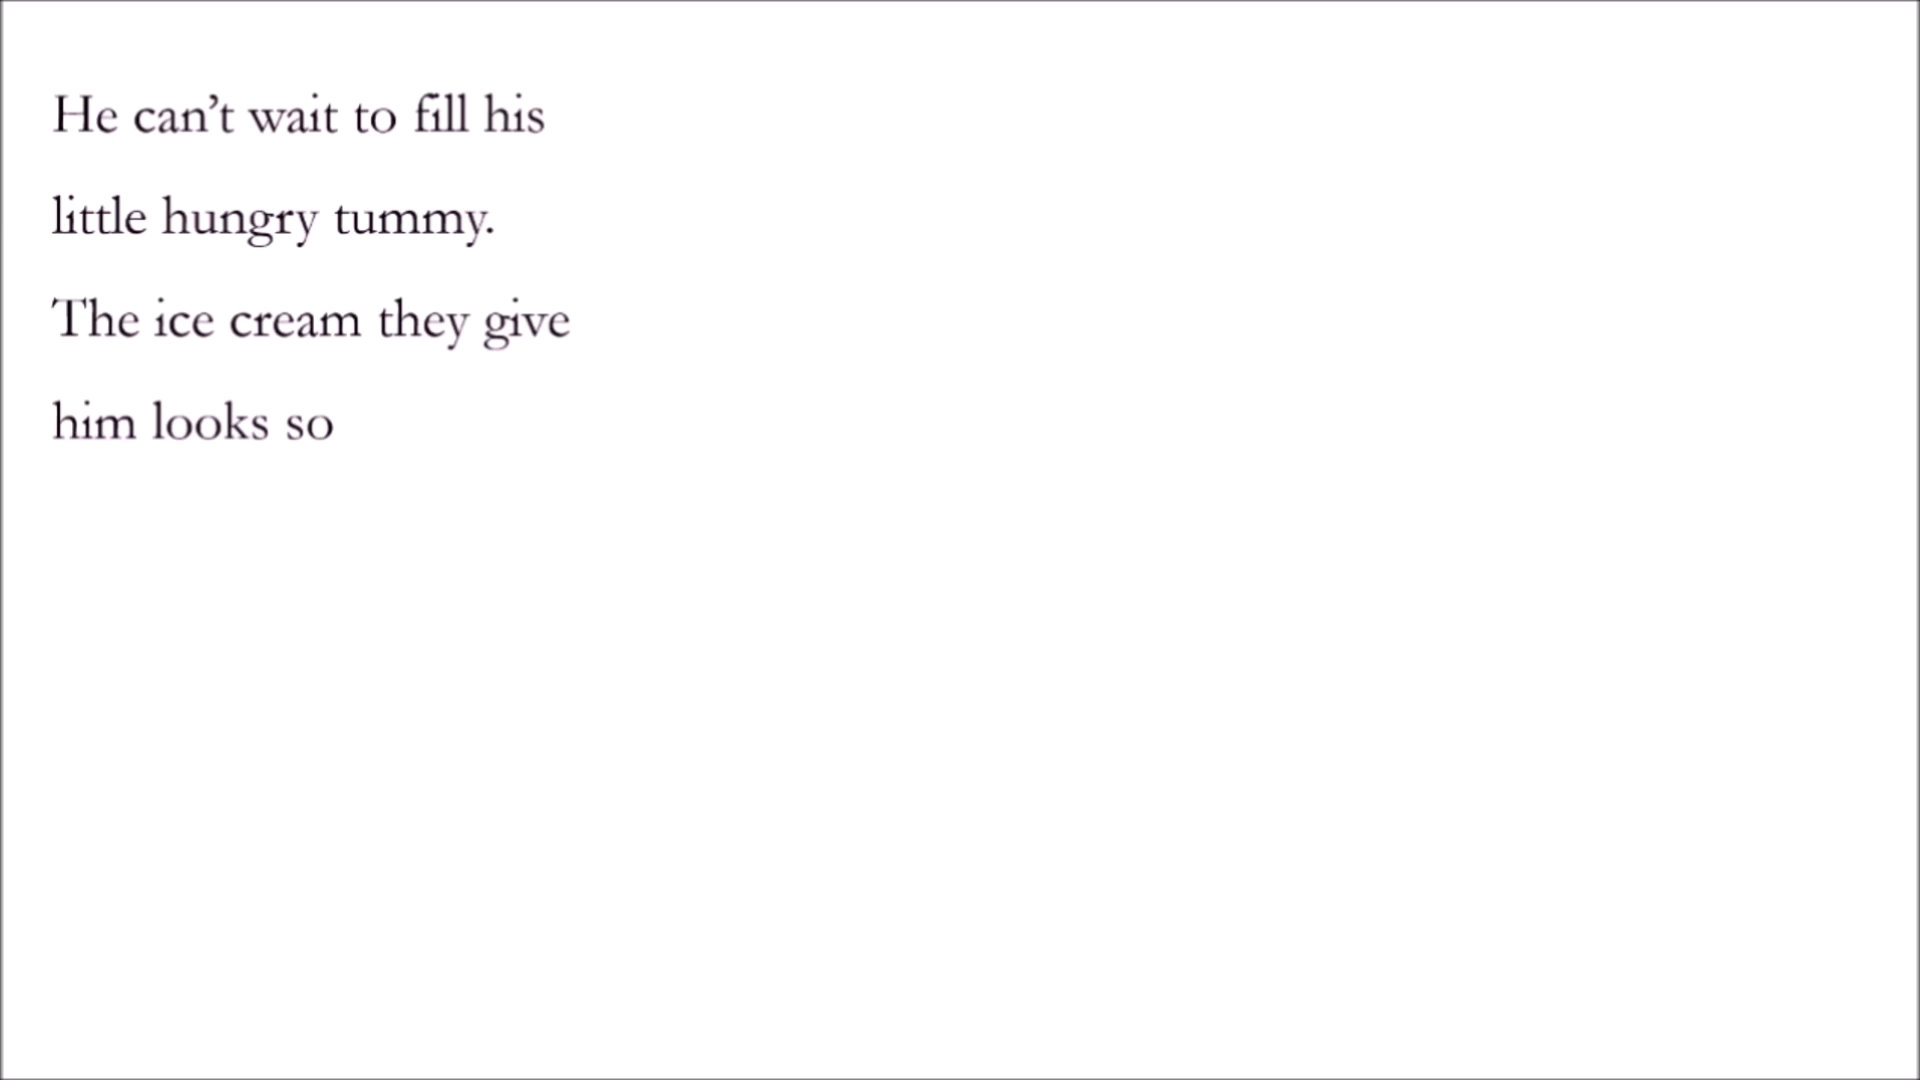 He can’t wait to fill his
little hungry tummy.
The ice cream they give
him looks so